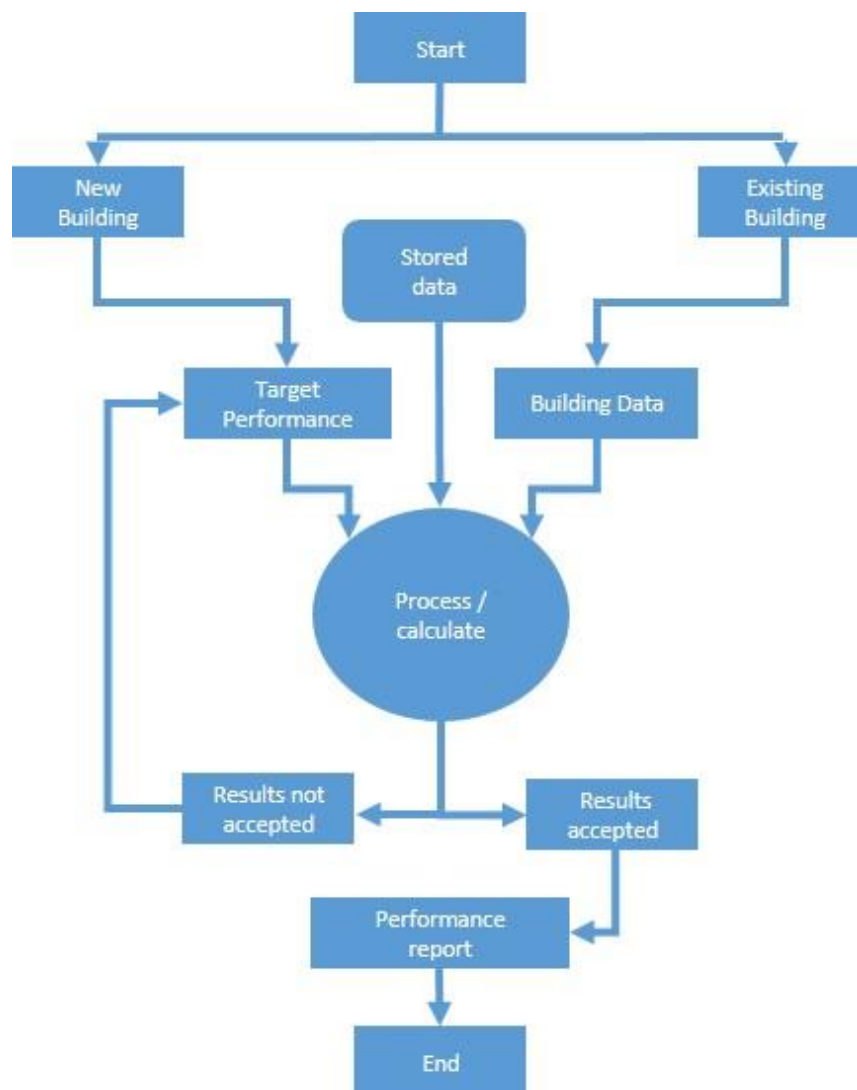 Start
New
Building
Existing
Building
Stored
data
Target
Performance
Building Data
Process /
calculate
Results not
accepted
Results
accepted
Performance
report
End